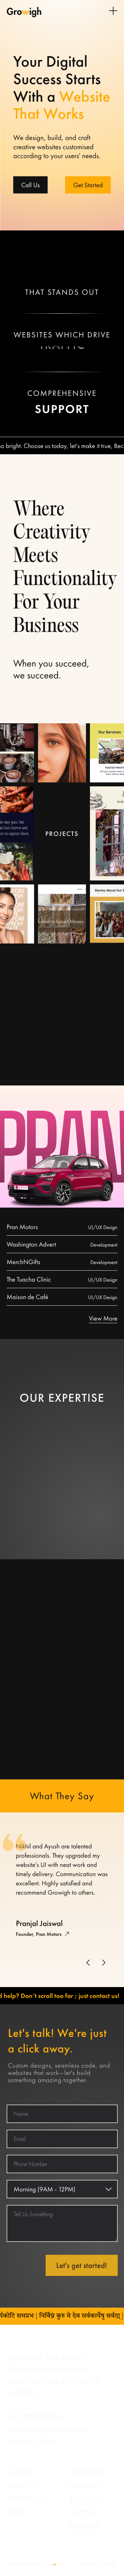 Growigh
Your Digital
Success Starts
With a Website
That Works
We design, build, and craft
creative websites customised
according to your users' needs.
Call Us
Get Started
THAT STANDS OUT
WEBSITES WHICH DRIVE
COMPREHENSIVE
SUPPORT
so bright. Choose us today, let's make it true, Bec
Where
Creativity
Meets
Functionality
For Your
Business
When you succeed,
we succeed.
Our Services
PROJECTS
PRAN
Pran Motors
UI/UX Design
Washington Advert
Development
MerchNGifts
Development
The Tuacha Clinic
UI/UX Design
Maison de Café
UI/UX Design
View More
OUR EXPERTISE
What They Say
Nikhil and Ayush are talented
professionals. They upgraded my
website's UI with neat work and
timely delivery. Communication was
excellent. Highly satisfied and
recommend Growigh to others.
Pranjal Jaiswal
Founder, Pran Motors
d help? Don't scroll too far ; just contact us!
Let's talk! We're just
a click away.
Custom designs, seamless code, and
websites that work—let's build
something amazing together.
Name
Email
Phone Number
Morning (9AM - 12PM)
Tell Us Something
Let's get started!
निर्विघ्नं कुरु मे देव सर्वकार्येषु सर्वदा |